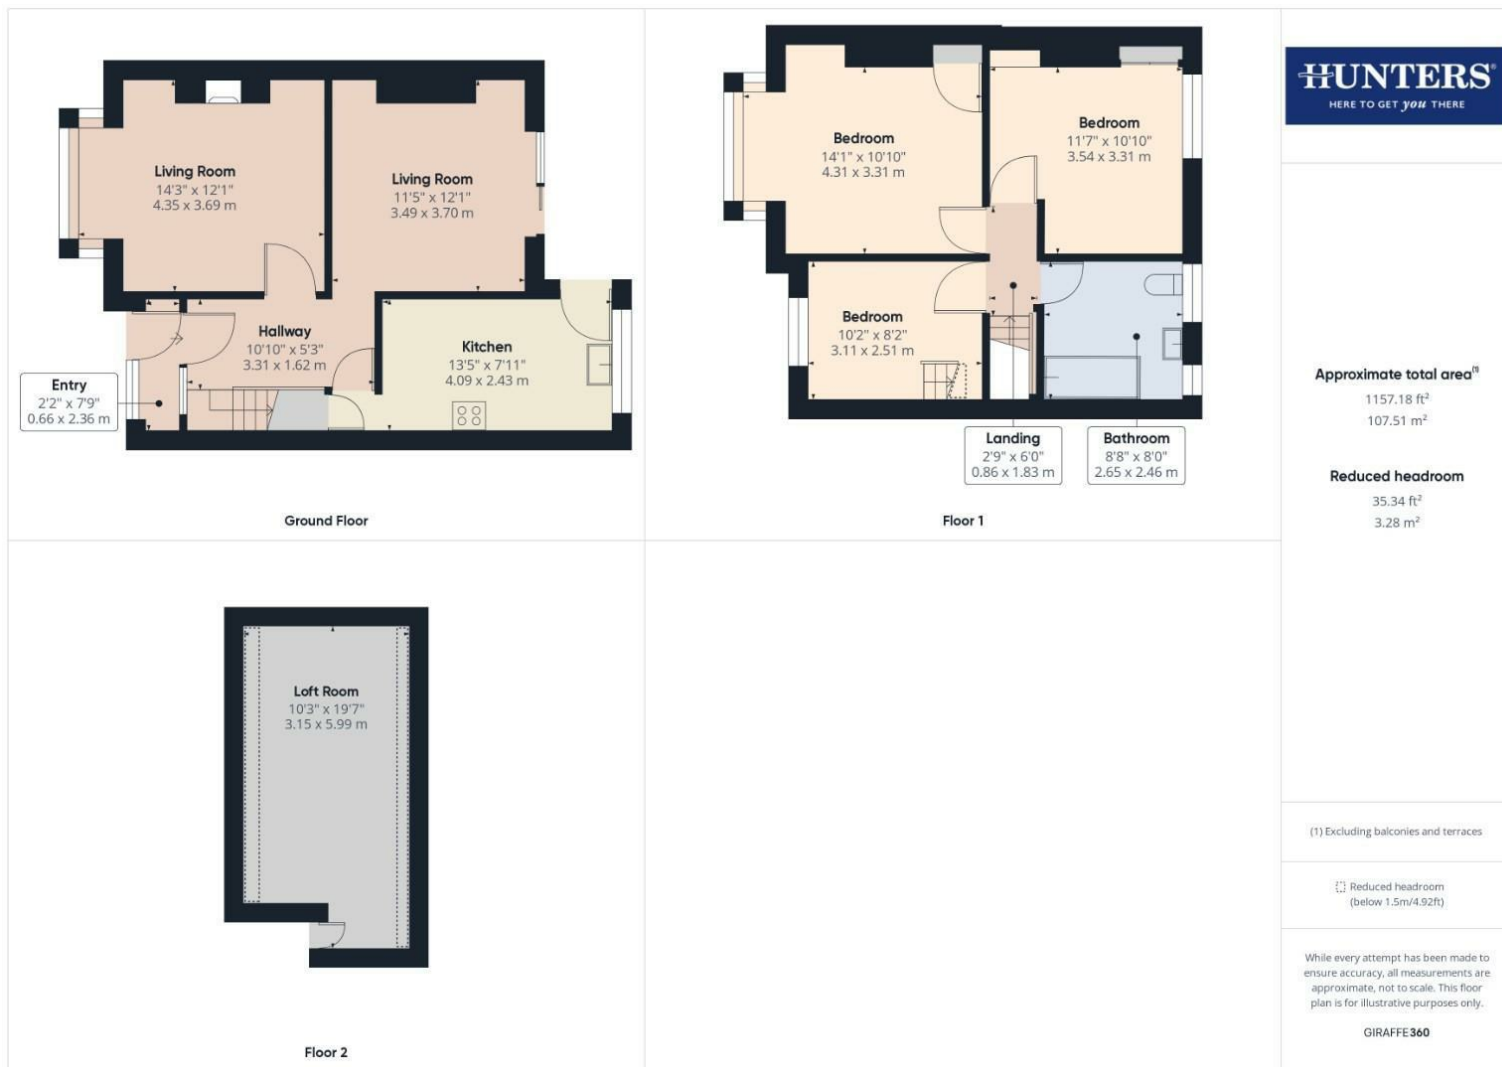 Living Room
14'3" x 12'1"
4.35 x 3.69 m
Living Room
11'5" x 12'1"
3.49 x 3.70 m
Hallway
10'10" x 5'3"
3.31 x 1.62 m
Kitchen
13'5" x 7'11"
4.09 x 2.43 m
Entry
2'2" x 7'9"
0.66 x 2.36 m
Ground Floor
Bedroom
14'1" x 10'10"
4.31 x 3.31 m
Bedroom
11'7" x 10'10"
3.54 x 3.31 m
Bedroom
10'2" x 8'2"
3.11 x 2.51 m
Landing
2'9" x 6'0"
0.86 x 1.83 m
Bathroom
8'8" x 8'0"
2.65 x 2.46 m
Floor 1
Loft Room
10'3" x 19'7"
3.15 x 5.99 m
Floor 2
HUNTERS®
HERE TO GET you THERE
Approximate total area⁽¹⁾
1157.18 ft²
107.51 m²
Reduced headroom
35.34 ft²
3.28 m²
(1) Excluding balconies and terraces
Reduced headroom
(below 1.5m/4.92ft)
While every attempt has been made to
ensure accuracy, all measurements are
approximate, not to scale. This floor
plan is for illustrative purposes only.
GIRAFFE360